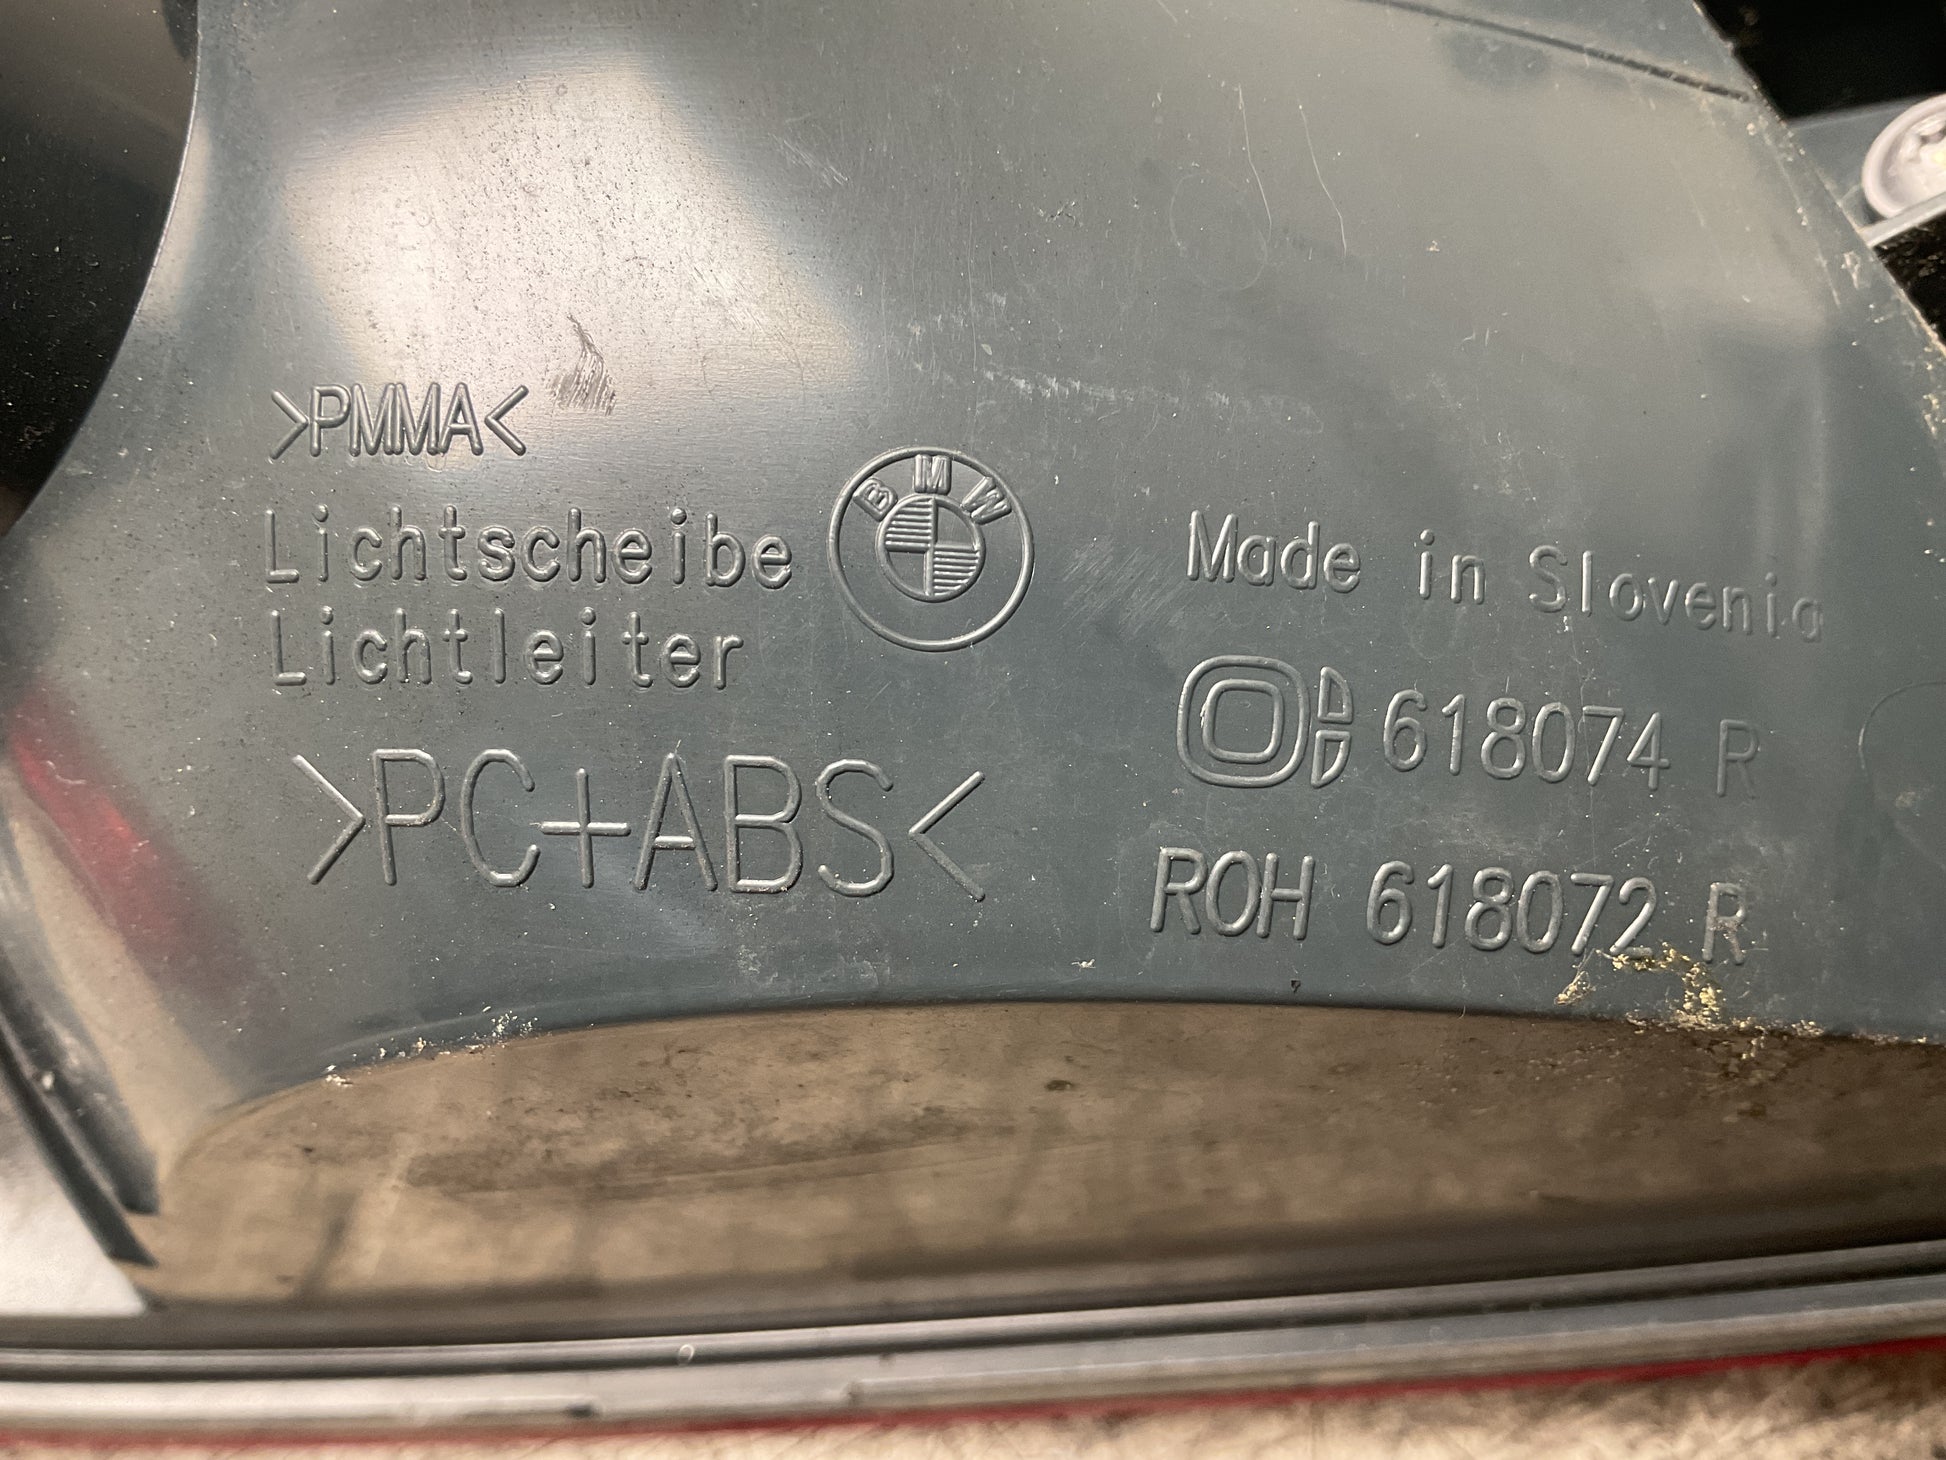 >PMMA<
Lichtscheibe
Lichtleiter
>PC+ABS<
BMW
Made in Slovenia
618074 R
ROH 618072 R